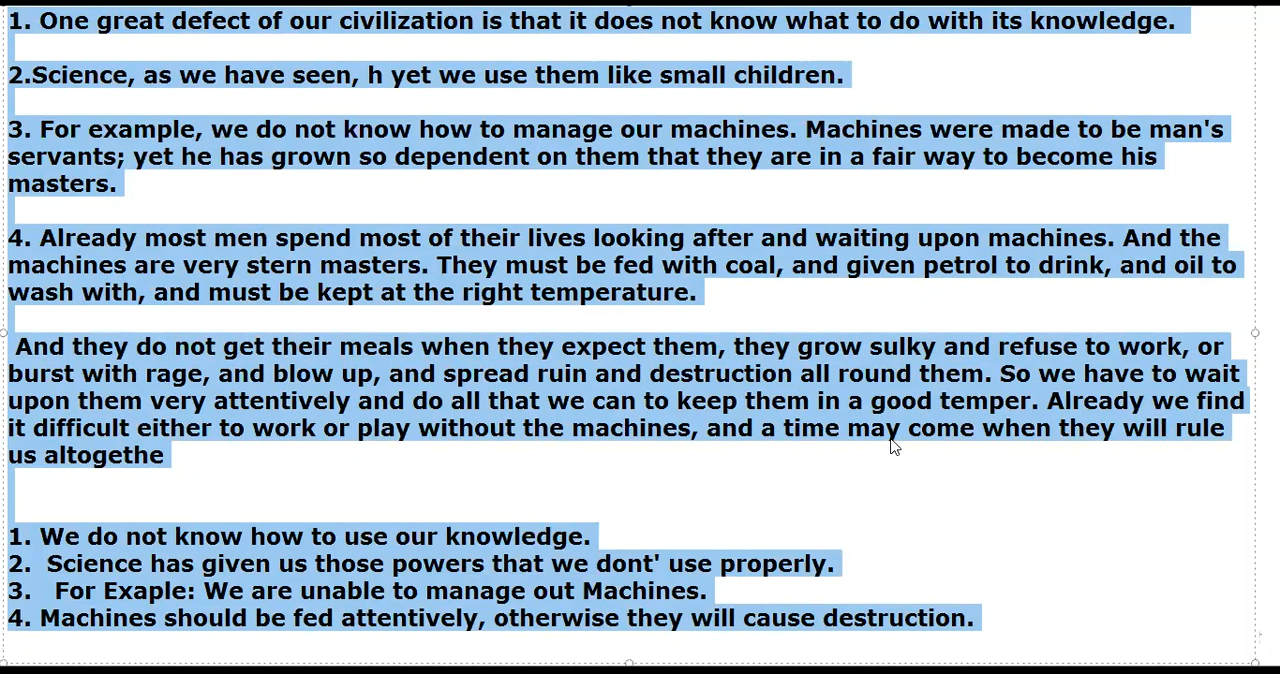 1. One great defect of our civilization is that it does not know what to do with its knowledge.
2.Science, as we have seen, h yet we use them like small children.
3. For example, we do not know how to manage our machines. Machines were made to be man's
servants; yet he has grown so dependent on them that they are in a fair way to become his
masters.
4. Already most men spend most of their lives looking after and waiting upon machines. And the
machines are very stern masters. They must be fed with coal, and given petrol to drink, and oil to
wash with, and must be kept at the right temperature.
And they do not get their meals when they expect them, they grow sulky and refuse to work, or
burst with rage, and blow up, and spread ruin and destruction all round them. So we have to wait
upon them very attentively and do all that we can to keep them in a good temper. Already we find
it difficult either to work or play without the machines, and a time may come when they will rule
us altogethe
1. We do not know how to use our knowledge.
2.  Science has given us those powers that we dont' use properly.
3.   For Exaple: We are unable to manage out Machines.
4. Machines should be fed attentively, otherwise they will cause destruction.